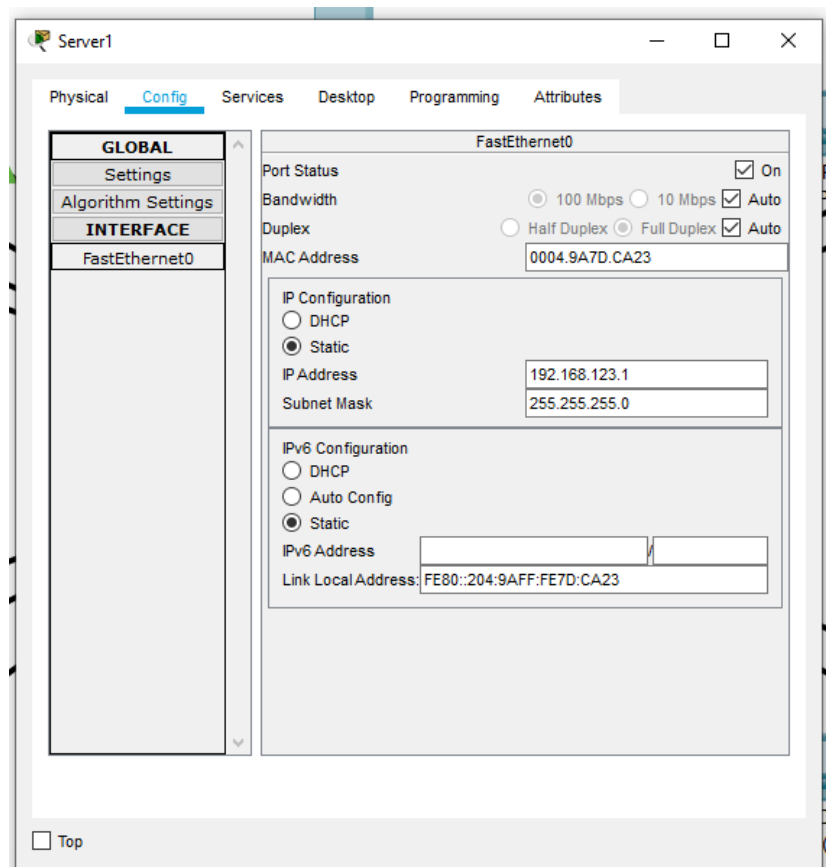 Server1
Physical Config Services Desktop Programming Attributes
GLOBAL
Settings
Algorithm Settings
INTERFACE
FastEthernet0
FastEthernet0
Port Status On
Bandwidth 100 Mbps 10 Mbps Auto
Duplex Half Duplex Full Duplex Auto
MAC Address 0004.9A7D.CA23
IP Configuration
DHCP
Static
IP Address 192.168.123.1
Subnet Mask 255.255.255.0
IPv6 Configuration
DHCP
Auto Config
Static
IPv6 Address /
Link Local Address: FE80::204:9AFF:FE7D:CA23
Top